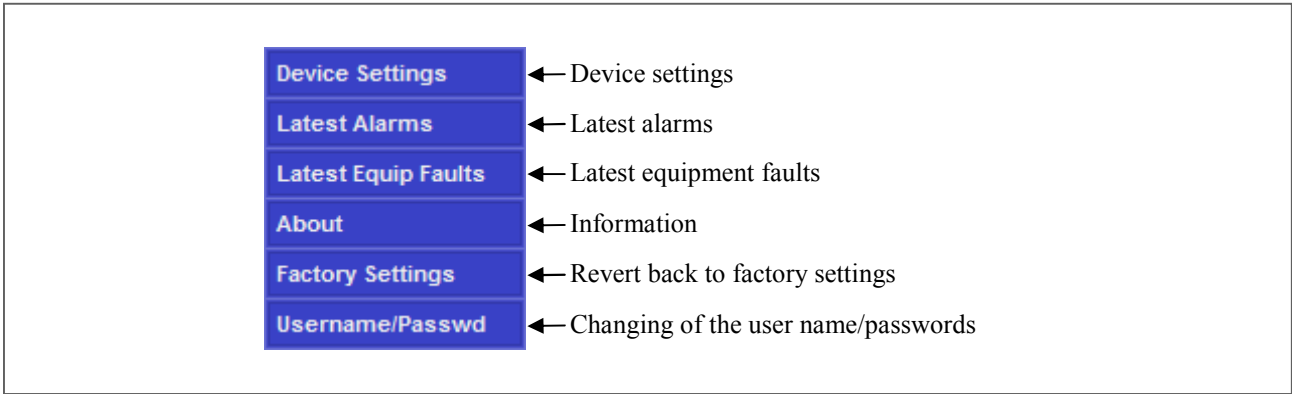 Device Settings Device settings
Latest Alarms Latest alarms
Latest Equip Faults Latest equipment faults
About Information
Factory Settings Revert back to factory settings
Username/Passwd Changing of the user name/passwords